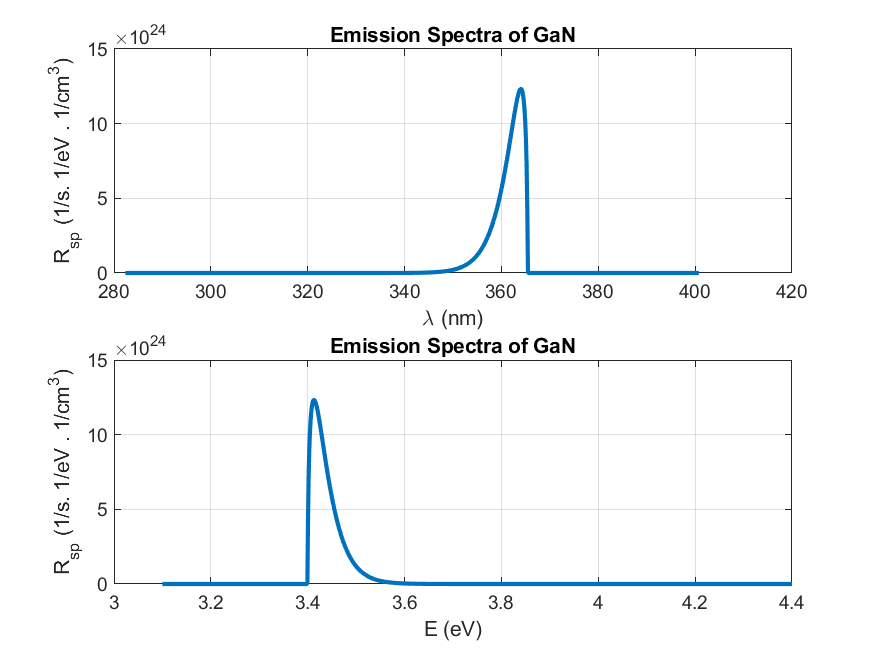 Emission Spectra of GaN
×10^24
15
10
5
0
R_sp (1/s. 1/eV . 1/cm^3)
280 300 320 340 360 380 400 420
λ (nm)
Emission Spectra of GaN
×10^24
15
10
5
0
R_sp (1/s. 1/eV . 1/cm^3)
3 3.2 3.4 3.6 3.8 4 4.2 4.4
E (eV)